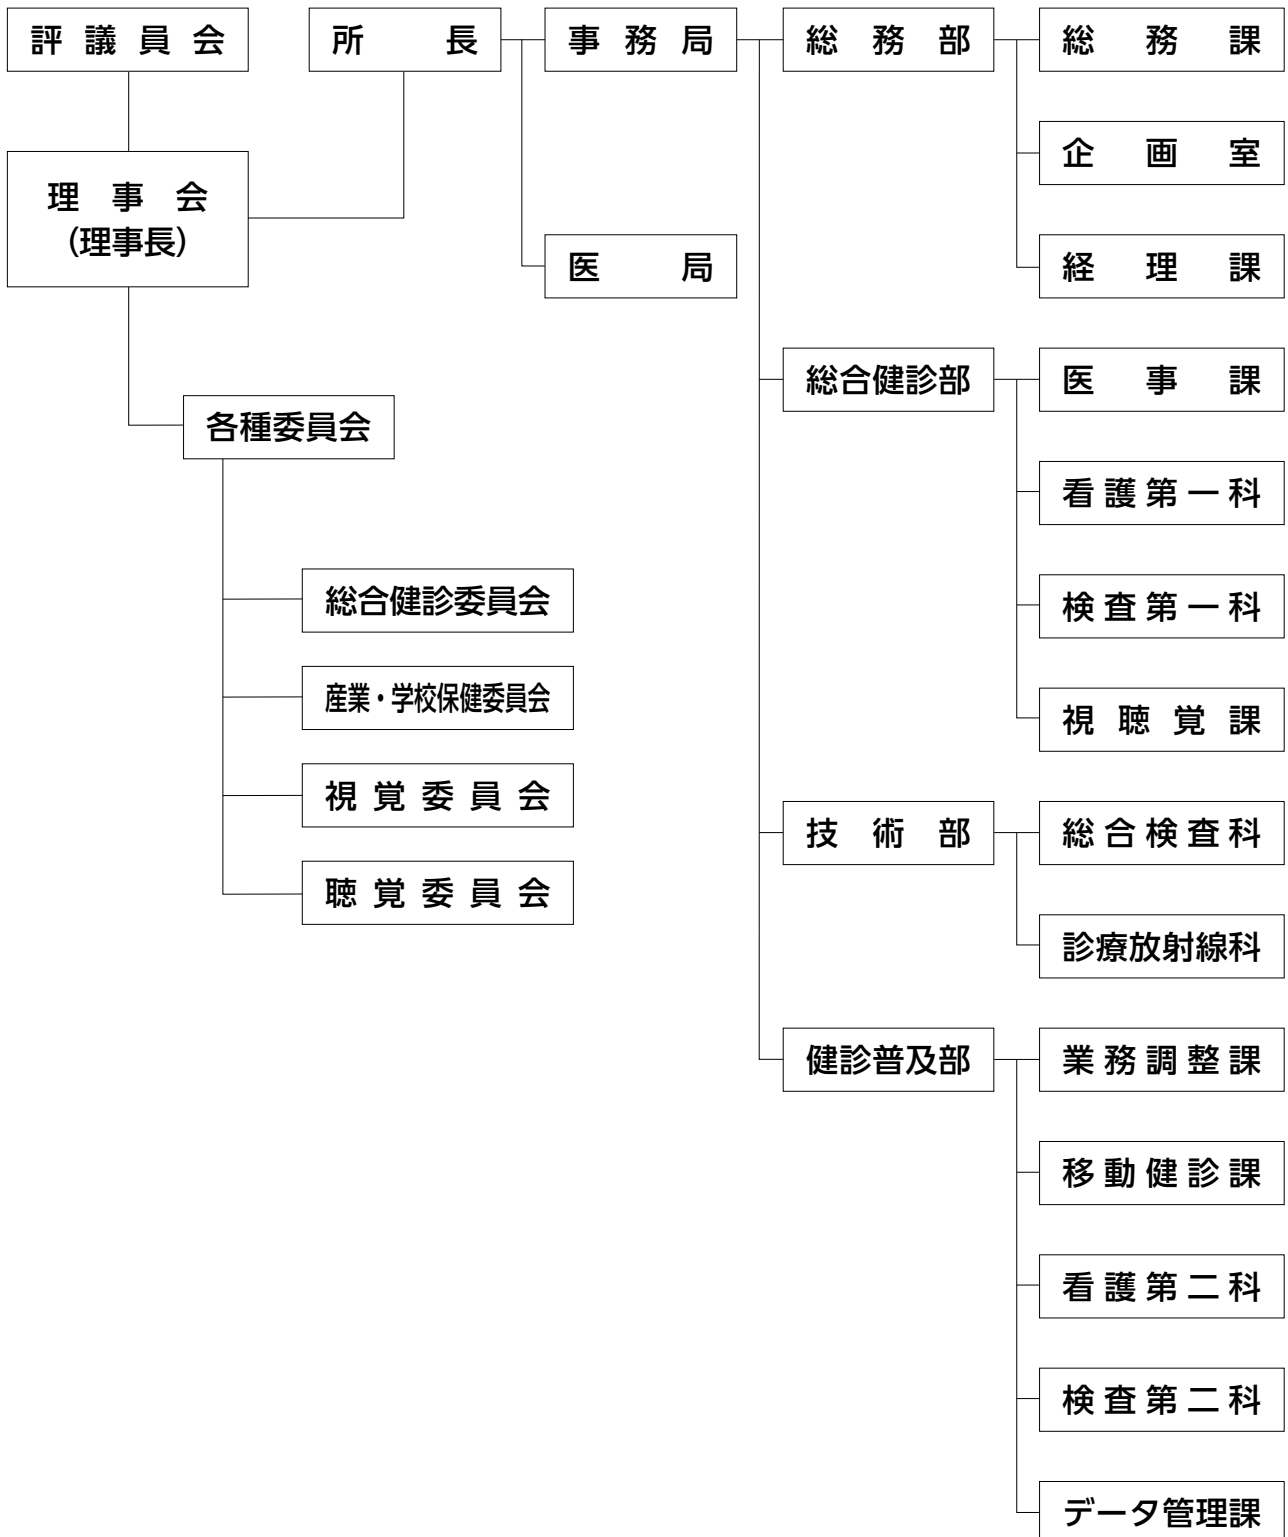 評議員会
所長
事務局
総務部
総務課
企画室
経理課
理事会
(理事長)
医局
総合健診部
医事課
看護第一科
検査第一科
視聴覚課
各種委員会
総合健診委員会
産業・学校保健委員会
視覚委員会
聴覚委員会
技術部
総合検査科
診療放射線科
健診普及部
業務調整課
移動健診課
看護第二科
検査第二科
データ管理課